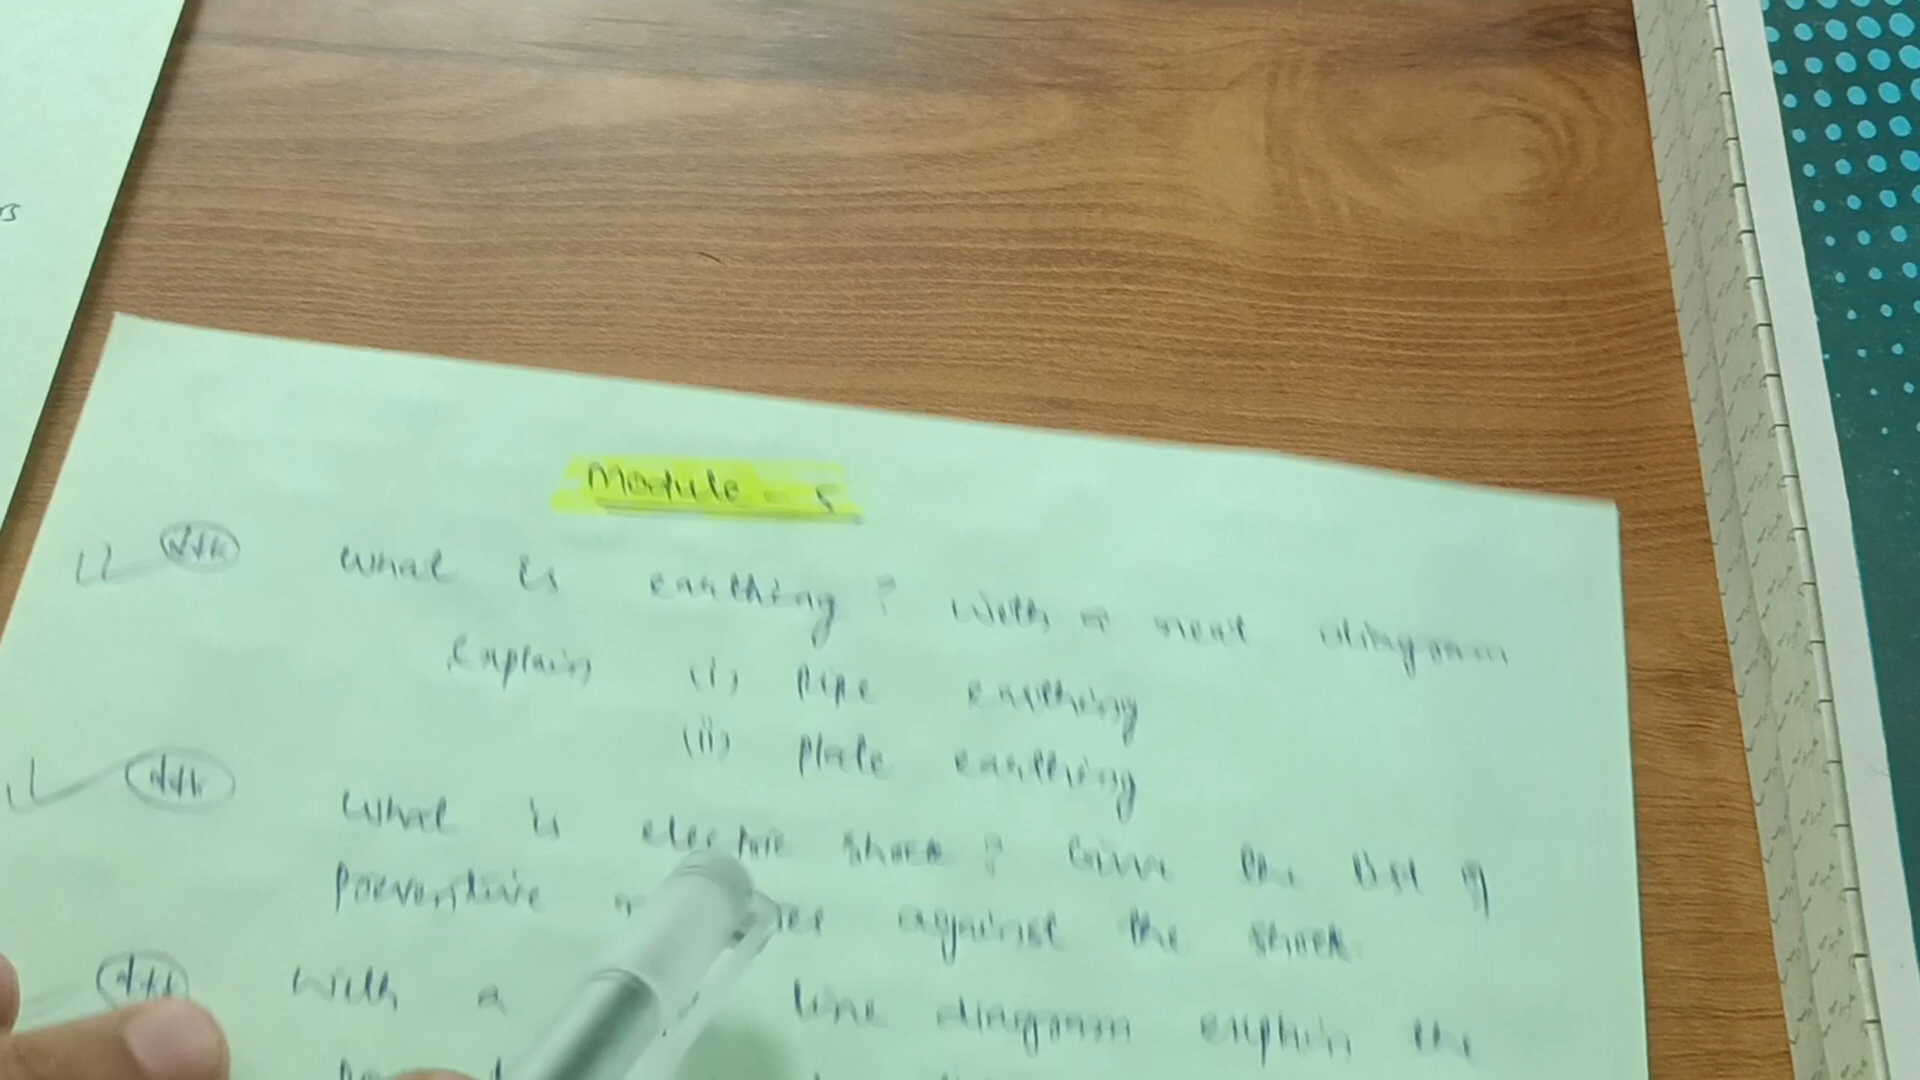 Module - 5
What is earthing? With a neat diagram
explain (i) pipe earthing
(ii) plate earthing
What is electric shock? Give the list of
preventive against the shock.
With a line diagram explain the